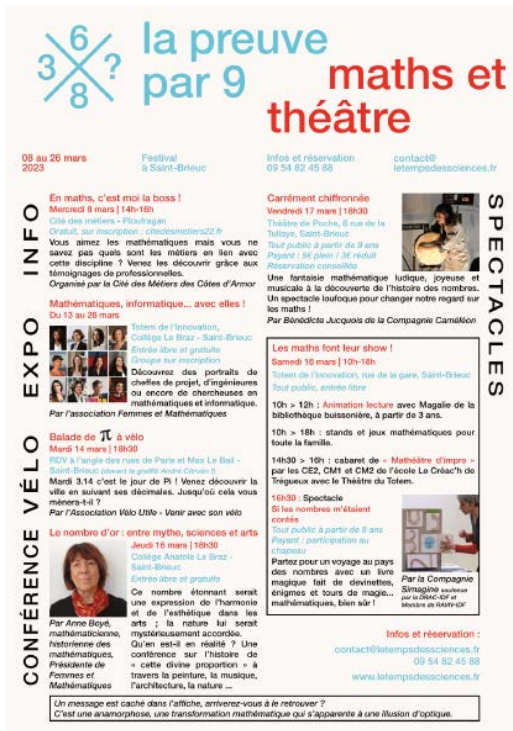 6
3
?
8
la preuve
par 9
maths et
théâtre
08 au 26 mars
2023
Festival
à Saint-Brieuc
Infos et réservation
09 54 82 45 88
contact@
letempsdessciences.fr
INFO
En maths, c'est moi la boss !
Mercredi 8 mars | 14h-16h
Cité des métiers - Ploufragan
Gratuit, sur inscription : citedesmetiers22.fr
Vous aimez les mathématiques mais vous ne
savez pas quels sont les métiers en lien avec
cette discipline ? Venez les découvrir grâce aux
témoignages de professionnelles.
Organisé par la Cité des Métiers des Côtes d'Armor
EXPO
Mathématiques, informatique... avec elles !
Du 13 au 26 mars
Totem de l'innovation,
Collège Le Braz - Saint-Brieuc
Entrée libre et gratuite
Groupe sur inscription
Découvrez des portraits de
cheffes de projet, d'ingénieures
ou encore de chercheuses en
mathématiques et informatique.
Par l'association Femmes et Mathématiques
VÉLO
Balade de π à vélo
Mardi 14 mars | 18h30
RDV à l'angle des rues de Paris et Max Le Bail -
Saint-Brieuc (devant le graffiti André Citroën !)
Mardi 3.14 c'est le jour de Pi ! Venez découvrir la
ville en suivant ses décimales. Jusqu'où cela vous
mènera-t-il ?
Par l'Association Vélo Utile - Venir avec son vélo
CONFÉRENCE
Le nombre d'or : entre mythe, sciences et arts
Jeudi 16 mars | 18h30
Collège Anatole Le Braz -
Saint-Brieuc
Entrée libre et gratuite
Ce nombre étonnant serait
une expression de l'harmonie
et de l'esthétique dans les
arts ; la nature lui serait
mystérieusement accordée.
Qu'en est-il en réalité ? Une
conférence sur l'histoire de
« cette divine proportion » à
travers la peinture, la musique,
l'architecture, la nature ...
Par Anne Boyé,
mathématicienne,
historienne des
mathématiques,
Présidente de
Femmes et
Mathématiques
SPECTACLES
Carrément chiffronnée
Vendredi 17 mars | 18h30
Théâtre de Poche, 6 rue de la
Tullaye, Saint-Brieuc
Tout public à partir de 9 ans
Payant : 5€ plein / 3€ réduit
Réservation conseillée
Une fantaisie mathématique ludique, joyeuse et
musicale à la découverte de l'histoire des nombres.
Un spectacle loufoque pour changer notre regard sur
les maths !
Par Bénédicte Jucquois de la Compagnie Caméléon
Les maths font leur show !
Samedi 18 mars | 10h-18h
Totem de l'innovation, rue de la gare, Saint-Brieuc
Tout public, entrée libre
10h > 12h : Animation lecture avec Magalie de la
bibliothèque buissonière, à partir de 3 ans.
10h > 18h : stands et jeux mathématiques pour
toute la famille.
14h30 > 16h : cabaret de « Mathéâtre d'impro »
par les CE2, CM1 et CM2 de l'école Le Créac'h de
Trégueux avec le Théâtre du Totem.
16h30 : Spectacle
Si les nombres m'étaient
contés
Tout public à partir de 8 ans
Payant : participation au
chapeau
Partez pour un voyage au pays
des nombres avec un livre
magique fait de devinettes,
énigmes et tours de magie...
mathématiques, bien sûr !
Par la Compagnie
Simagine soutenue
par la DRAC-IDF et
Membre de RAVIV-IDF
Infos et réservation :
contact@letempsdessciences.fr
09 54 82 45 88
www.letempsdessciences.fr
Un message est caché dans l'affiche, arriverez-vous à le retrouver ?
C'est une anamorphose, une transformation mathématique qui s'apparente à une illusion d'optique.